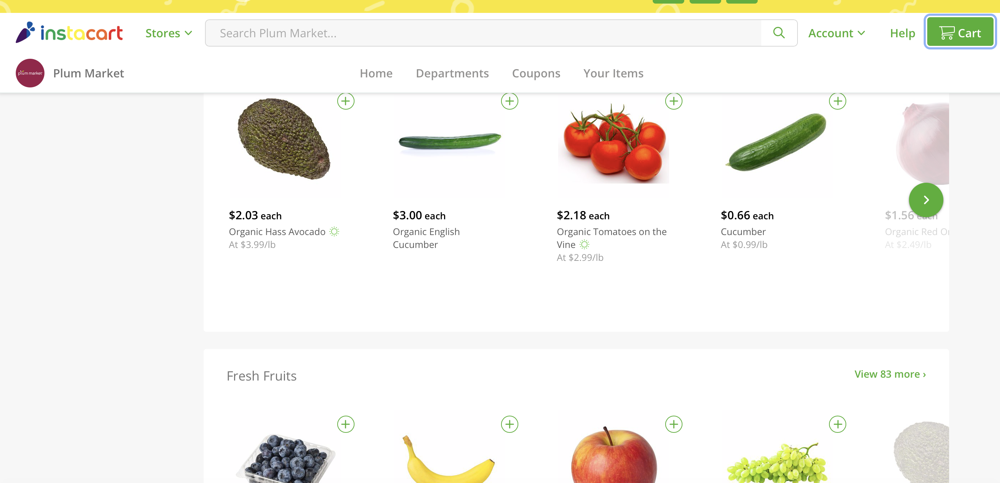 instacart
Stores
Search Plum Market...
Account
Help
Cart
plum market
Plum Market
Home
Departments
Coupons
Your Items
$2.03 each
Organic Hass Avocado
At $3.99/lb
$3.00 each
Organic English
Cucumber
$2.18 each
Organic Tomatoes on the
Vine
At $2.99/lb
$0.66 each
Cucumber
At $0.99/lb
$1.56 each
Organic Red
At $2.49/lb
Fresh Fruits
View 83 more ›